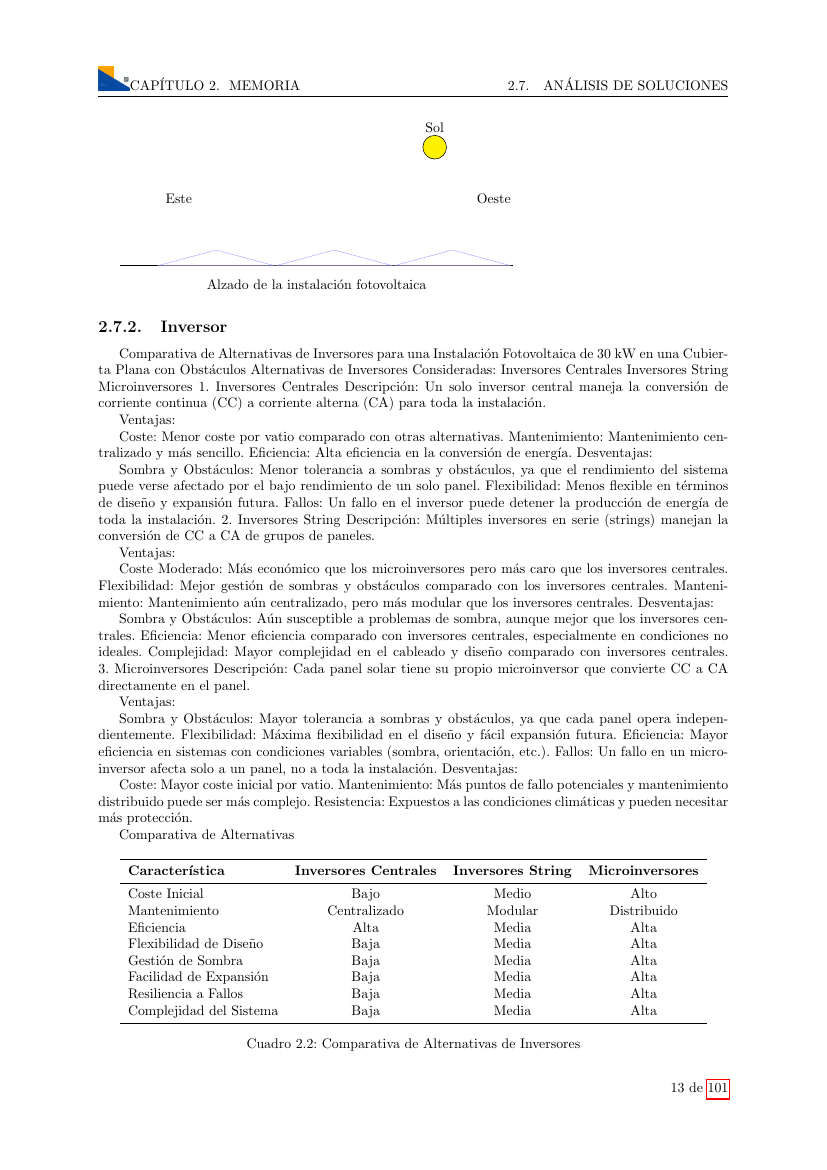 CAPÍTULO 2. MEMORIA 2.7. ANÁLISIS DE SOLUCIONES
Sol
Este Oeste
Alzado de la instalación fotovoltaica
2.7.2. Inversor
Comparativa de Alternativas de Inversores para una Instalación Fotovoltaica de 30 kW en una Cubier-
ta Plana con Obstáculos Alternativas de Inversores Consideradas: Inversores Centrales Inversores String
Microinversores 1. Inversores Centrales Descripción: Un solo inversor central maneja la conversión de
corriente continua (CC) a corriente alterna (CA) para toda la instalación.
Ventajas:
Coste: Menor coste por vatio comparado con otras alternativas. Mantenimiento: Mantenimiento cen-
tralizado y más sencillo. Eficiencia: Alta eficiencia en la conversión de energía. Desventajas:
Sombra y Obstáculos: Menor tolerancia a sombras y obstáculos, ya que el rendimiento del sistema
puede verse afectado por el bajo rendimiento de un solo panel. Flexibilidad: Menos flexible en términos
de diseño y expansión futura. Fallos: Un fallo en el inversor puede detener la producción de energía de
toda la instalación. 2. Inversores String Descripción: Múltiples inversores en serie (strings) manejan la
conversión de CC a CA de grupos de paneles.
Ventajas:
Coste Moderado: Más económico que los microinversores pero más caro que los inversores centrales.
Flexibilidad: Mejor gestión de sombras y obstáculos comparado con los inversores centrales. Manteni-
miento: Mantenimiento aún centralizado, pero más modular que los inversores centrales. Desventajas:
Sombra y Obstáculos: Aún susceptible a problemas de sombra, aunque mejor que los inversores cen-
trales. Eficiencia: Menor eficiencia comparado con inversores centrales, especialmente en condiciones no
ideales. Complejidad: Mayor complejidad en el cableado y diseño comparado con inversores centrales.
3. Microinversores Descripción: Cada panel solar tiene su propio microinversor que convierte CC a CA
directamente en el panel.
Ventajas:
Sombra y Obstáculos: Mayor tolerancia a sombras y obstáculos, ya que cada panel opera indepen-
dientemente. Flexibilidad: Máxima flexibilidad en el diseño y fácil expansión futura. Eficiencia: Mayor
eficiencia en sistemas con condiciones variables (sombra, orientación, etc.). Fallos: Un fallo en un micro-
inversor afecta solo a un panel, no a toda la instalación. Desventajas:
Coste: Mayor coste inicial por vatio. Mantenimiento: Más puntos de fallo potenciales y mantenimiento
distribuido puede ser más complejo. Resistencia: Expuestos a las condiciones climáticas y pueden necesitar
más protección.
Comparativa de Alternativas
Característica Inversores Centrales Inversores String Microinversores
Coste Inicial Bajo Medio Alto
Mantenimiento Centralizado Modular Distribuido
Eficiencia Alta Media Alta
Flexibilidad de Diseño Baja Media Alta
Gestión de Sombra Baja Media Alta
Facilidad de Expansión Baja Media Alta
Resiliencia a Fallos Baja Media Alta
Complejidad del Sistema Baja Media Alta
Cuadro 2.2: Comparativa de Alternativas de Inversores
13 de 101